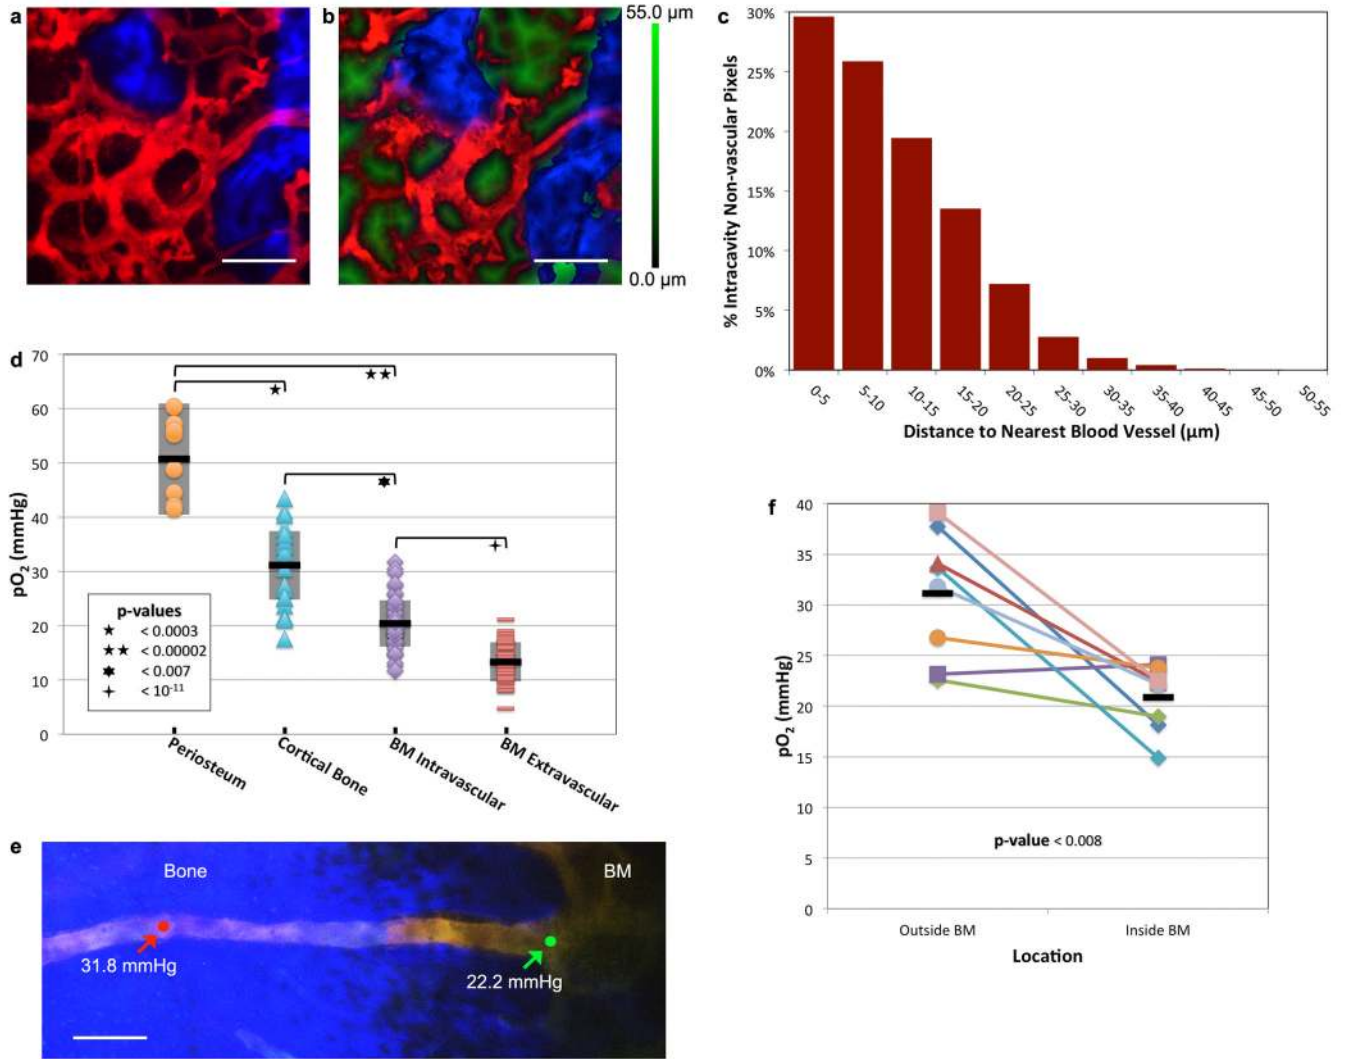 a
b
55.0 µm
0.0 µm
c
% Intracavity Non-vascular Pixels
30%
25%
20%
15%
10%
5%
0%
0-5
5-10
10-15
15-20
20-25
25-30
30-35
35-40
40-45
45-50
50-55
Distance to Nearest Blood Vessel (µm)
d
pO2 (mmHg)
70
60
50
40
30
20
10
0
★
★★
p-values
★ < 0.0003
★★ < 0.00002
✶ < 0.007
✦ < 10-11
Periosteum
Cortical Bone
BM Intravascular
BM Extravascular
e
Bone
BM
31.8 mmHg
22.2 mmHg
f
pO2 (mmHg)
40
35
30
25
20
15
10
5
0
p-value < 0.008
Outside BM
Inside BM
Location